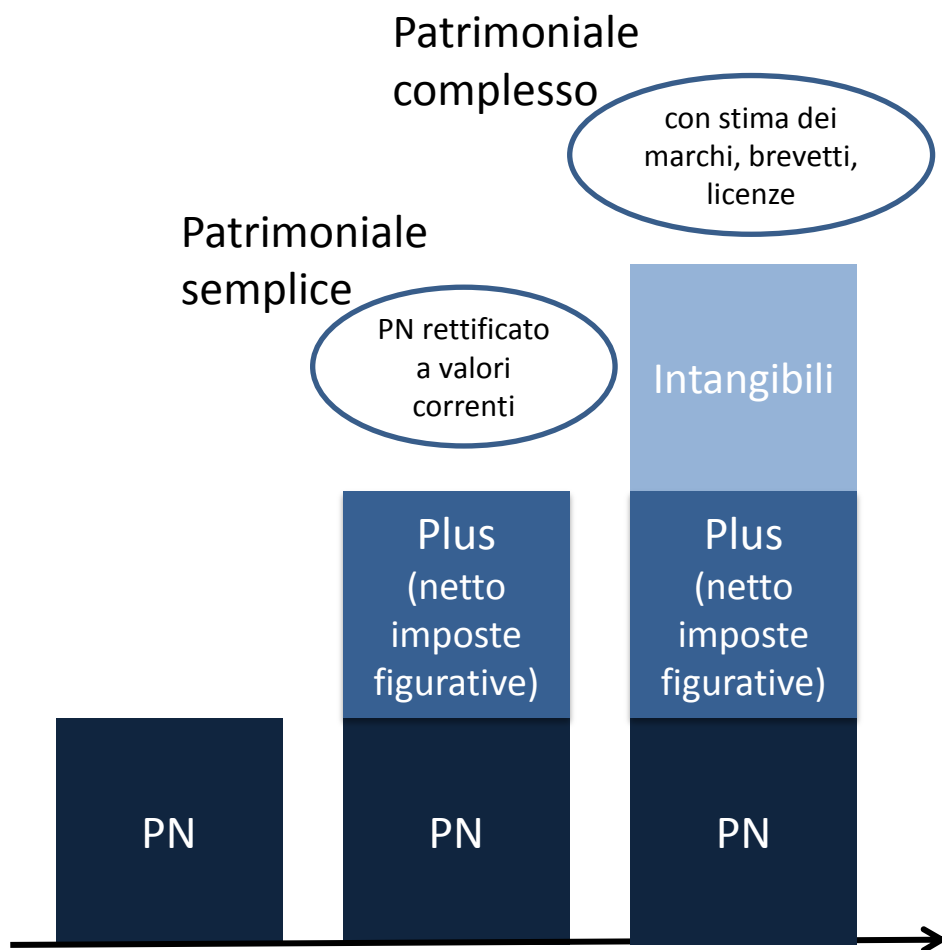 Patrimoniale
complesso
con stima dei
marchi, brevetti,
licenze
Patrimoniale
semplice
PN rettificato
a valori
correnti
Intangibili
Plus
(netto
imposte
figurative)
Plus
(netto
imposte
figurative)
PN
PN
PN